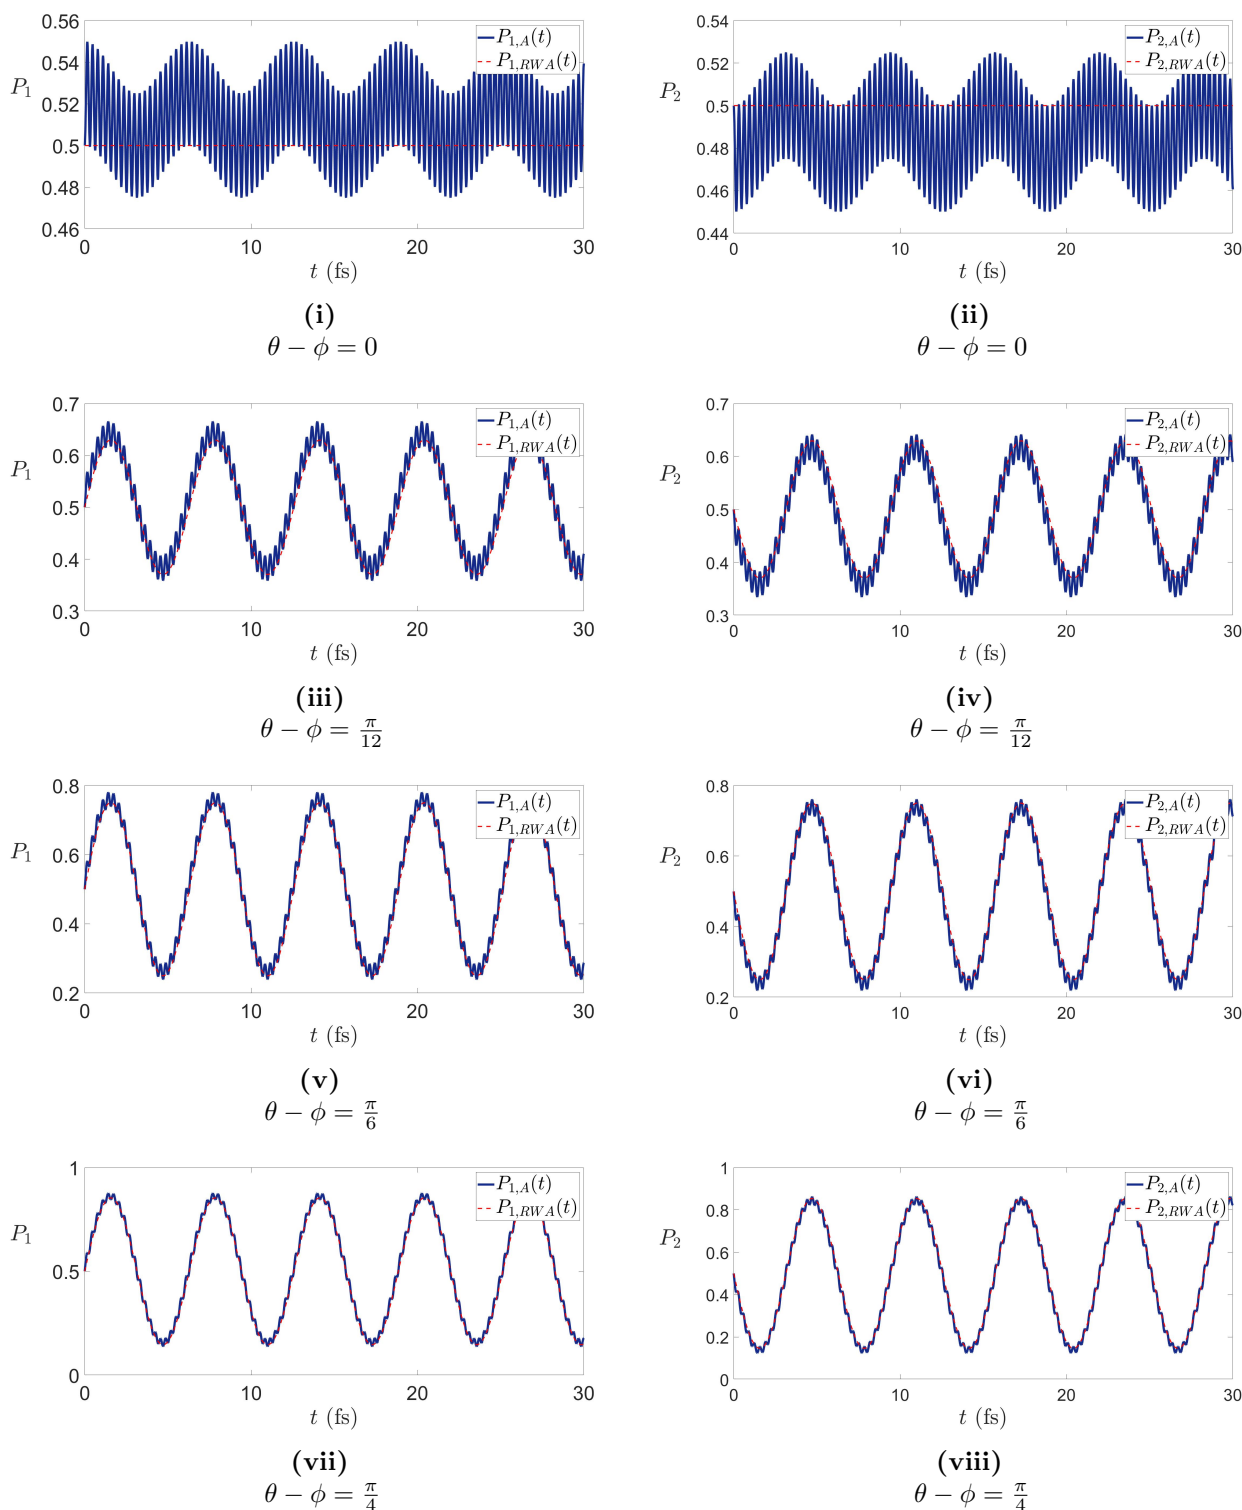 0.56
0.54
P₁
0.52
0.5
0.48
0.46
0 10 20 30
t (fs)
P₁,A(t)
P₁,RWA(t)
(i)
θ − ϕ = 0
0.54
0.52
P₂
0.5
0.48
0.46
0.44
0 10 20 30
t (fs)
P₂,A(t)
P₂,RWA(t)
(ii)
θ − ϕ = 0
0.7
P₁
0.6
0.5
0.4
0.3
0 10 20 30
t (fs)
P₁,A(t)
P₁,RWA(t)
(iii)
θ − ϕ = π/12
0.7
P₂
0.6
0.5
0.4
0.3
0 10 20 30
t (fs)
P₂,A(t)
P₂,RWA(t)
(iv)
θ − ϕ = π/12
0.8
P₁
0.6
0.4
0.2
0 10 20 30
t (fs)
P₁,A(t)
P₁,RWA(t)
(v)
θ − ϕ = π/6
0.8
P₂
0.6
0.4
0.2
0 10 20 30
t (fs)
P₂,A(t)
P₂,RWA(t)
(vi)
θ − ϕ = π/6
1
P₁
0.5
0
0 10 20 30
t (fs)
P₁,A(t)
P₁,RWA(t)
(vii)
θ − ϕ = π/4
1
0.8
P₂
0.6
0.4
0.2
0
0 10 20 30
t (fs)
P₂,A(t)
P₂,RWA(t)
(viii)
θ − ϕ = π/4